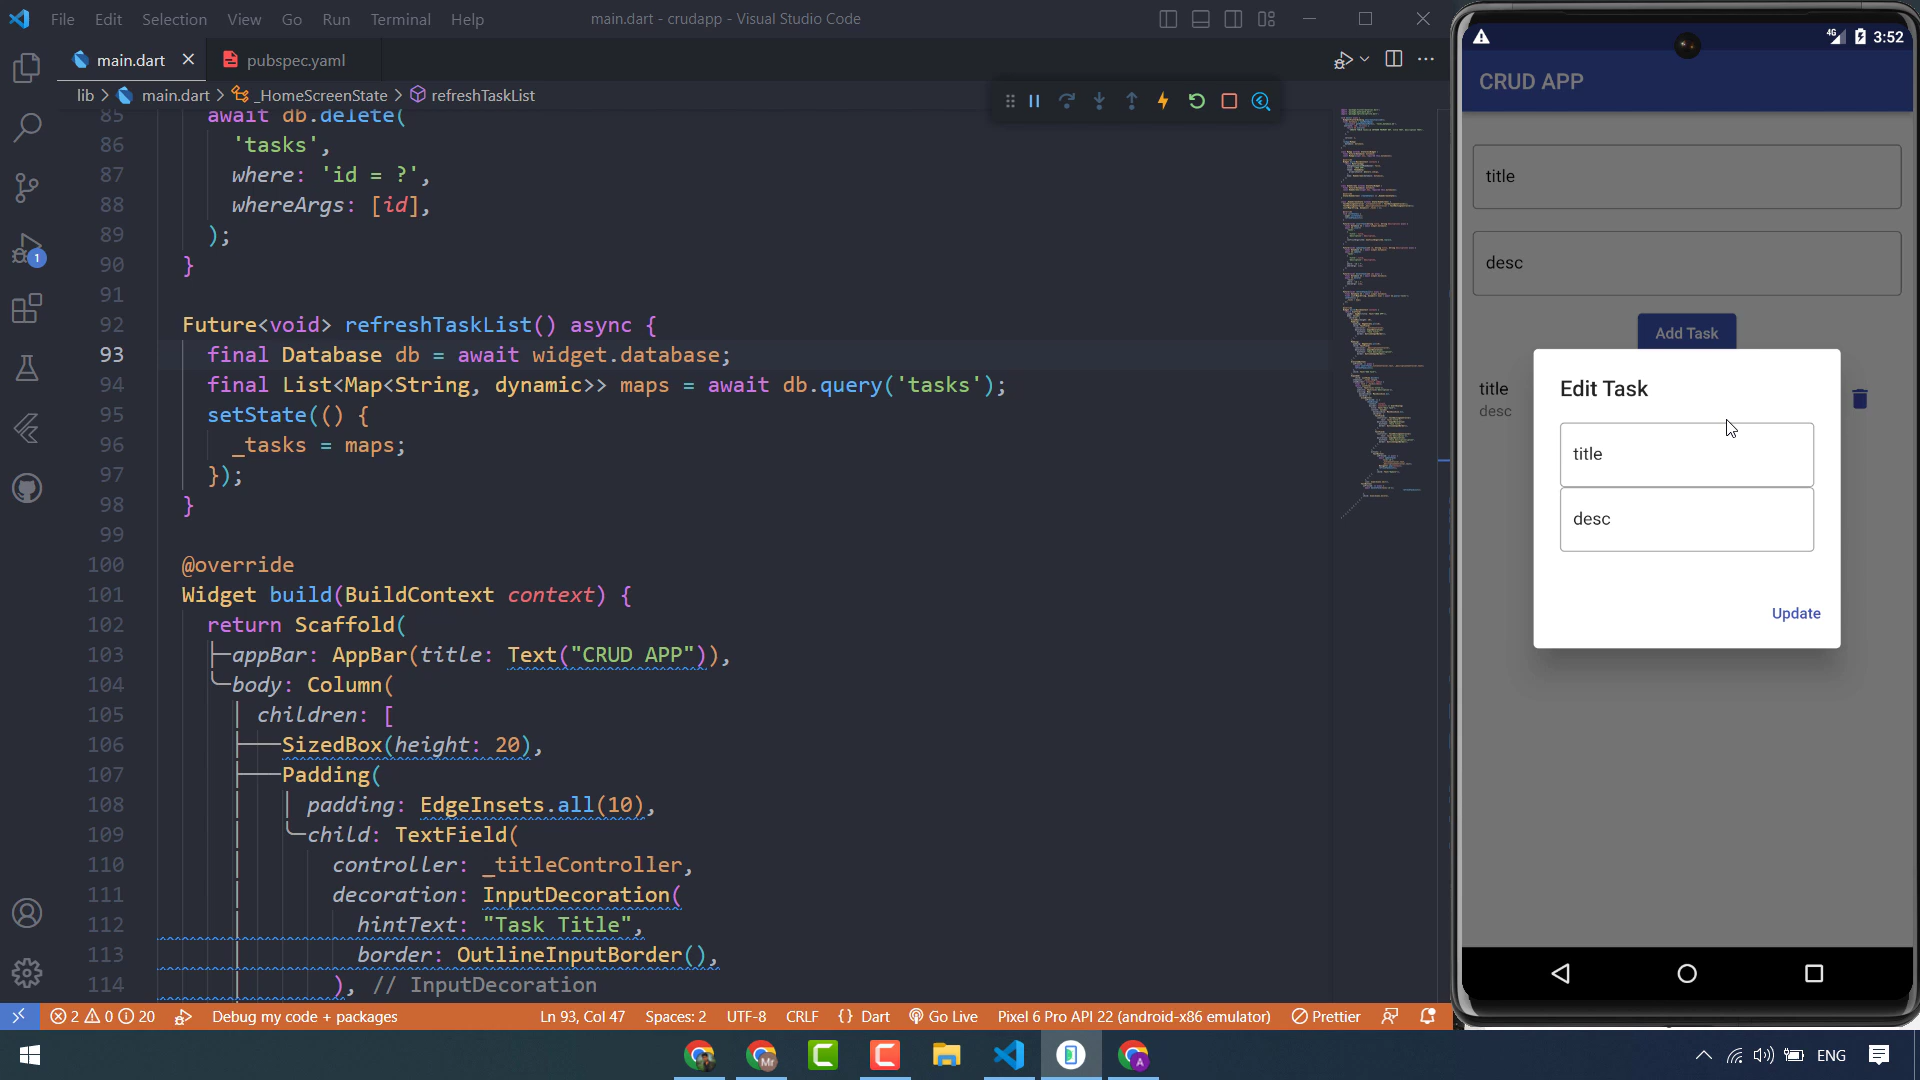 File Edit Selection View Go Run Terminal Help
main.dart - crudapp - Visual Studio Code
main.dart
pubspec.yaml
lib > main.dart > _HomeScreenState > refreshTaskList
85 await db.delete(
86 'tasks',
87 where: 'id = ?',
88 whereArgs: [id],
89 );
90 }
91
92 Future<void> refreshTaskList() async {
93 final Database db = await widget.database;
94 final List<Map<String, dynamic>> maps = await db.query('tasks');
95 setState(() {
96 _tasks = maps;
97 });
98 }
99
100 @override
101 Widget build(BuildContext context) {
102 return Scaffold(
103 appBar: AppBar(title: Text("CRUD APP")),
104 body: Column(
105 children: [
106 SizedBox(height: 20),
107 Padding(
108 padding: EdgeInsets.all(10),
109 child: TextField(
110 controller: _titleController,
111 decoration: InputDecoration(
112 hintText: "Task Title",
113 border: OutlineInputBorder(),
114 ), // InputDecoration
1
2 0 20 Debug my code + packages
Ln 93, Col 47 Spaces: 2 UTF-8 CRLF {} Dart Go Live Pixel 6 Pro API 22 (android-x86 emulator) Prettier
4G 3:52
CRUD APP
title
desc
Add Task
title
desc
Edit Task
title
desc
Update
Mr
A
ENG